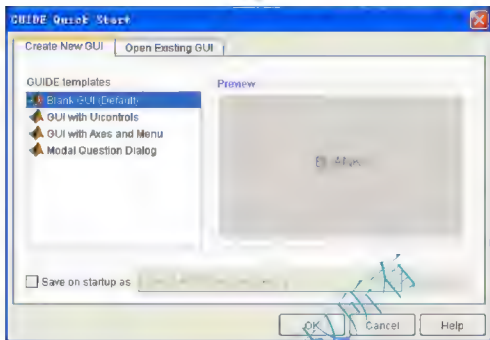 GUIDE Quick Start
Create New GUI
Open Existing GUI
GUIDE templates
Blank GUI (Default)
GUI with Uicontrols
GUI with Axes and Menu
Modal Question Dialog
Preview
Save on startup as
OK
Cancel
Help